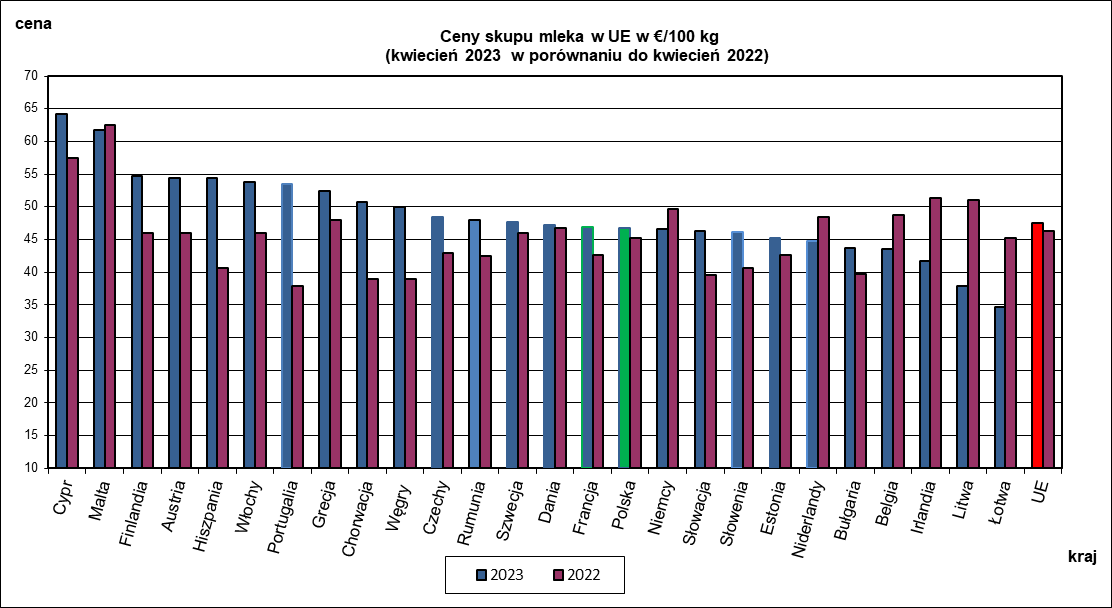 cena
Ceny skupu mleka w UE w €/100 kg
(kwiecień 2023 w porównaniu do kwiecień 2022)
70
65
60
55
50
45
40
35
30
25
20
15
10
Cypr
Malta
Finlandia
Austria
Hiszpania
Włochy
Portugalia
Grecja
Chorwacja
Węgry
Czechy
Rumunia
Szwecja
Dania
Francja
Polska
Niemcy
Słowacja
Słowenia
Estonia
Niderlandy
Bułgaria
Belgia
Irlandia
Litwa
Łotwa
UE
kraj
2023
2022